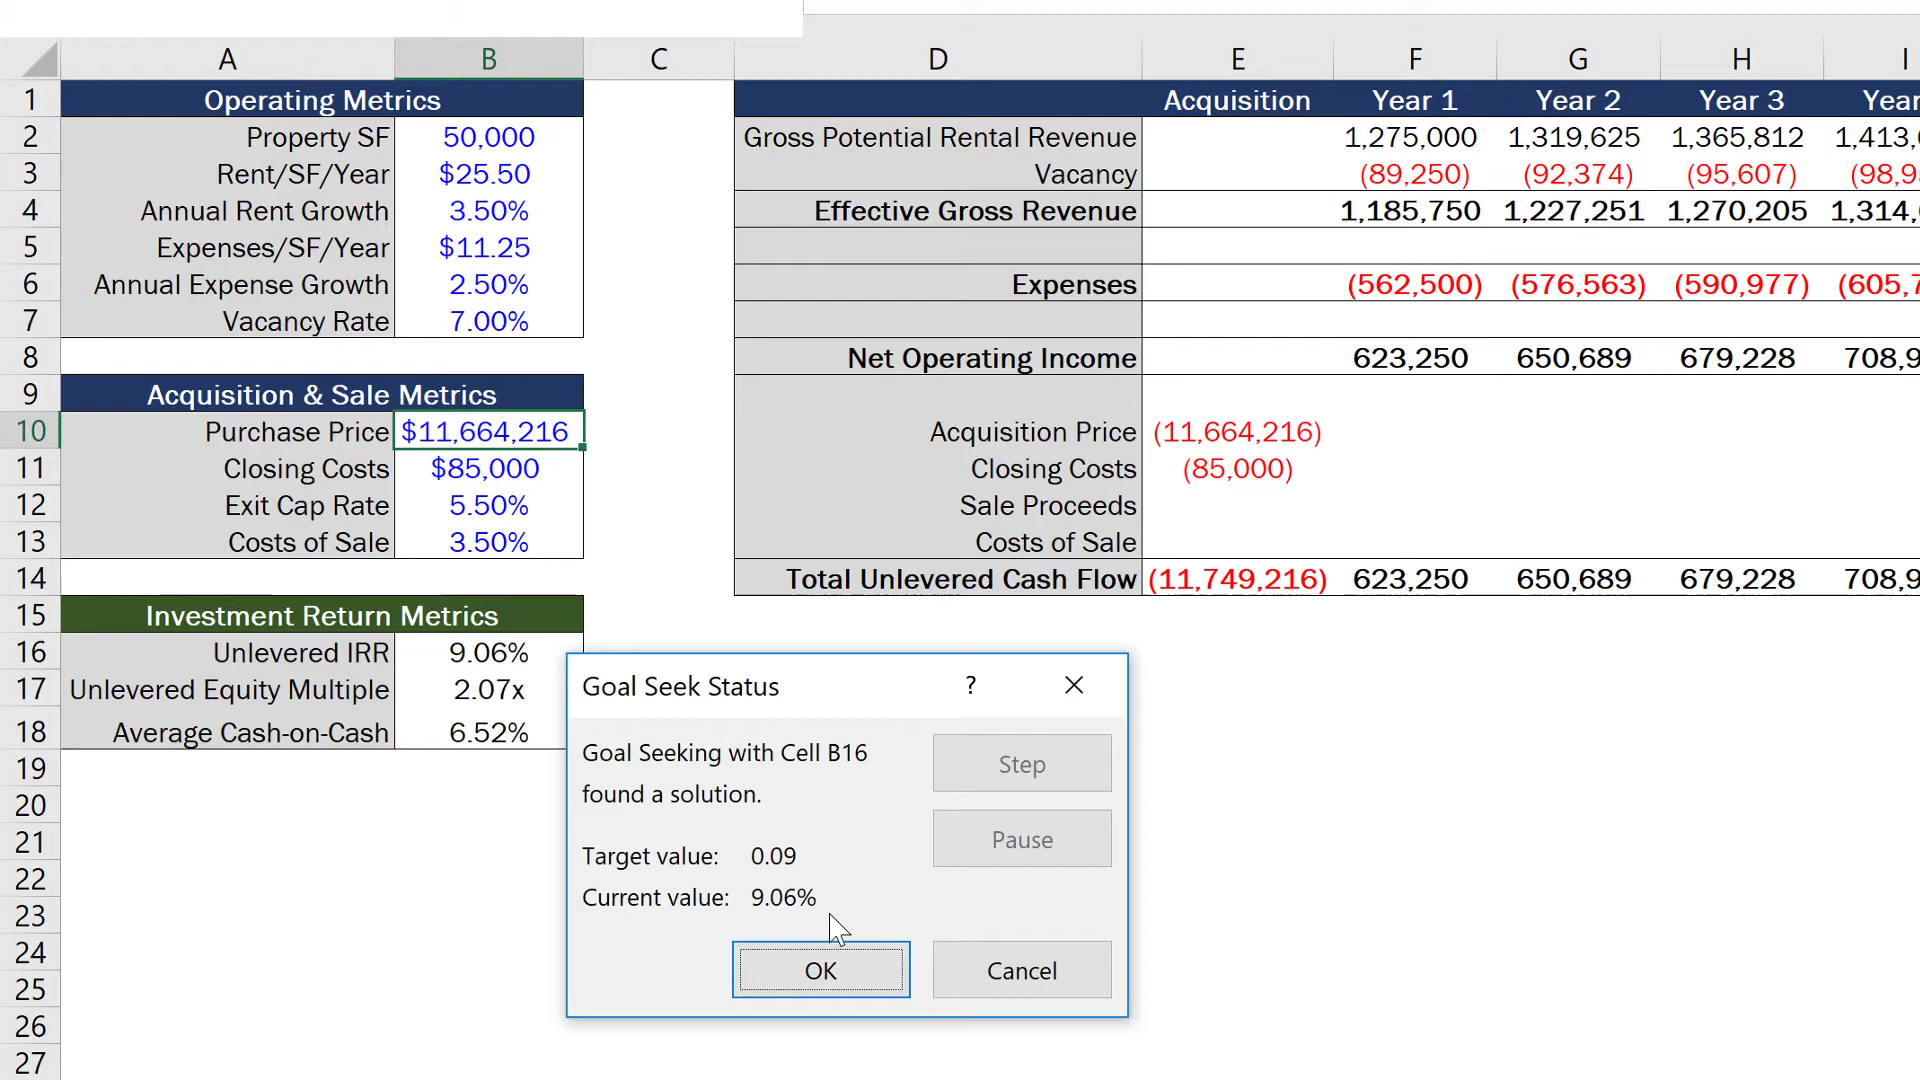 A B C D E F G H I
1 Operating Metrics Acquisition Year 1 Year 2 Year 3 Year
2 Property SF 50,000 Gross Potential Rental Revenue 1,275,000 1,319,625 1,365,812 1,413,
3 Rent/SF/Year $25.50 Vacancy (89,250) (92,374) (95,607) (98,9
4 Annual Rent Growth 3.50% Effective Gross Revenue 1,185,750 1,227,251 1,270,205 1,314,
5 Expenses/SF/Year $11.25
6 Annual Expense Growth 2.50% Expenses (562,500) (576,563) (590,977) (605,7
7 Vacancy Rate 7.00%
8 Net Operating Income 623,250 650,689 679,228 708,9
9 Acquisition & Sale Metrics
10 Purchase Price $11,664,216 Acquisition Price (11,664,216)
11 Closing Costs $85,000 Closing Costs (85,000)
12 Exit Cap Rate 5.50% Sale Proceeds
13 Costs of Sale 3.50% Costs of Sale
14 Total Unlevered Cash Flow (11,749,216) 623,250 650,689 679,228 708,9
15 Investment Return Metrics
16 Unlevered IRR 9.06%
17 Unlevered Equity Multiple 2.07x
18 Average Cash-on-Cash 6.52%
19
20
21
22
23
24
25
26
27
Goal Seek Status ? 
Goal Seeking with Cell B16
found a solution.
Step
Pause
Target value: 0.09
Current value: 9.06%
OK Cancel